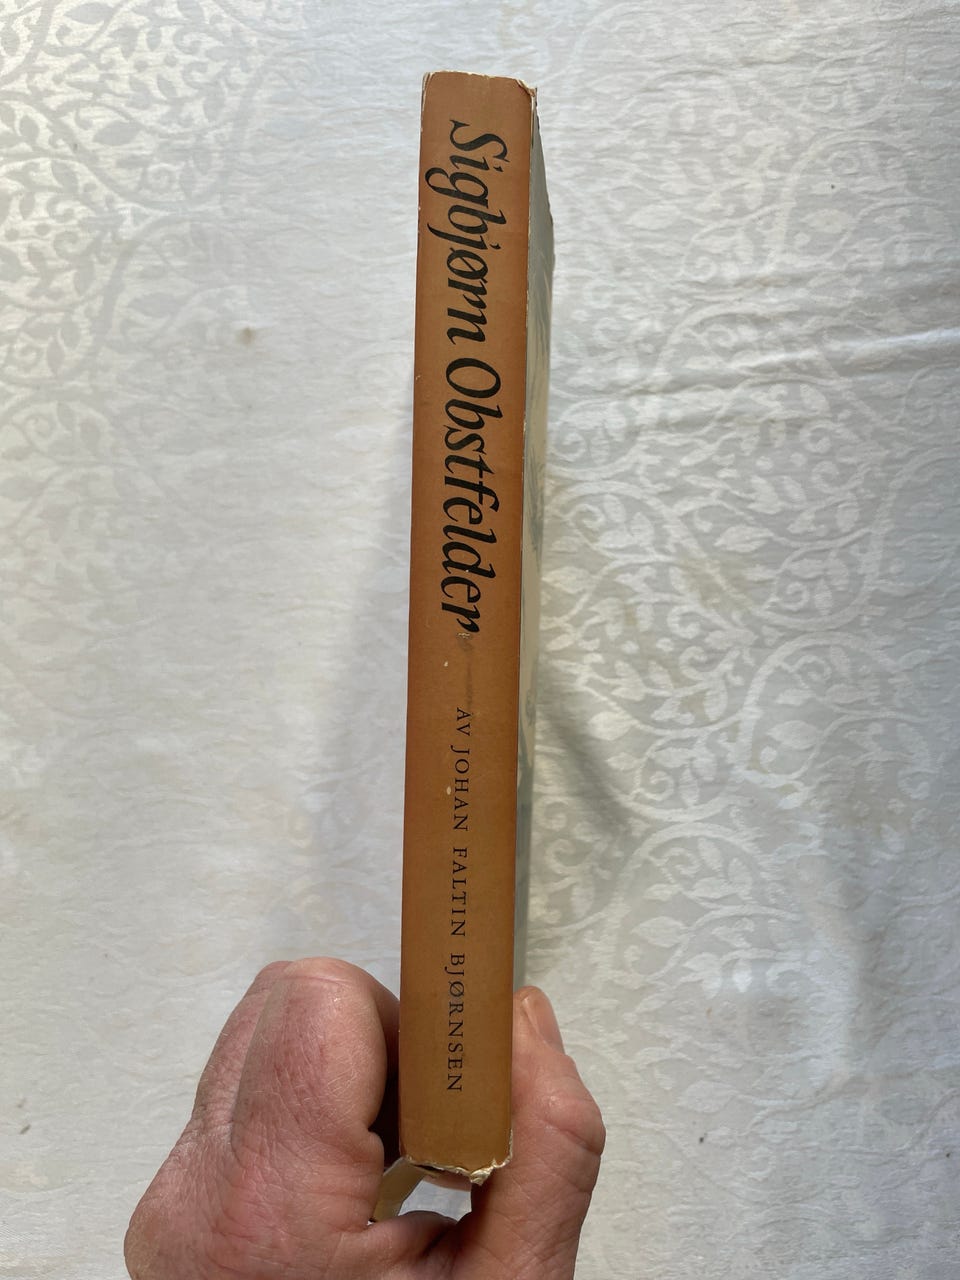 Sigbjørn Obstfelder
AV JOHAN FALTIN BJØRNSEN